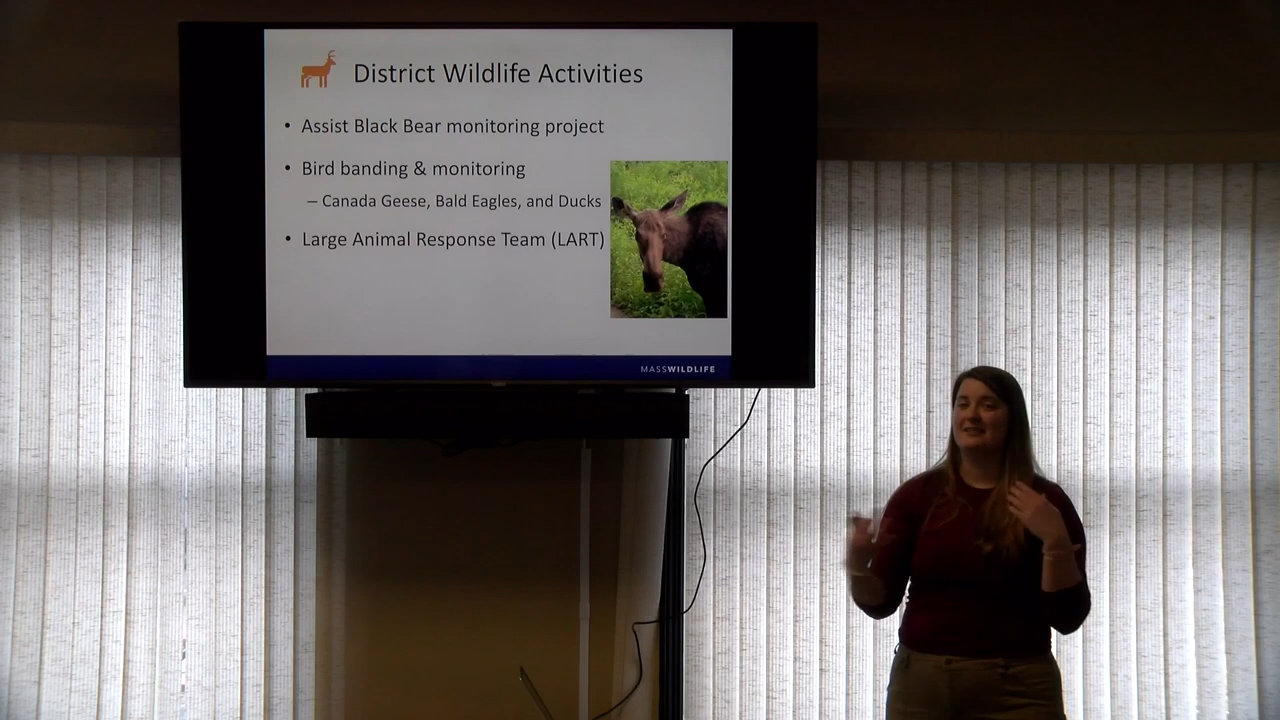 District Wildlife Activities
• Assist Black Bear monitoring project
• Bird banding & monitoring
– Canada Geese, Bald Eagles, and Ducks
• Large Animal Response Team (LART)
MASSWILDLIFE